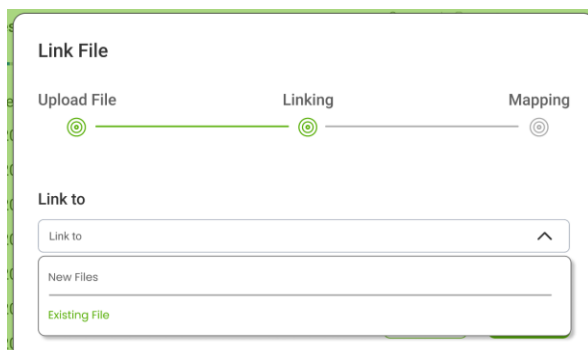 Link File
Upload File Linking Mapping
Link to
Link to
New Files
Existing File